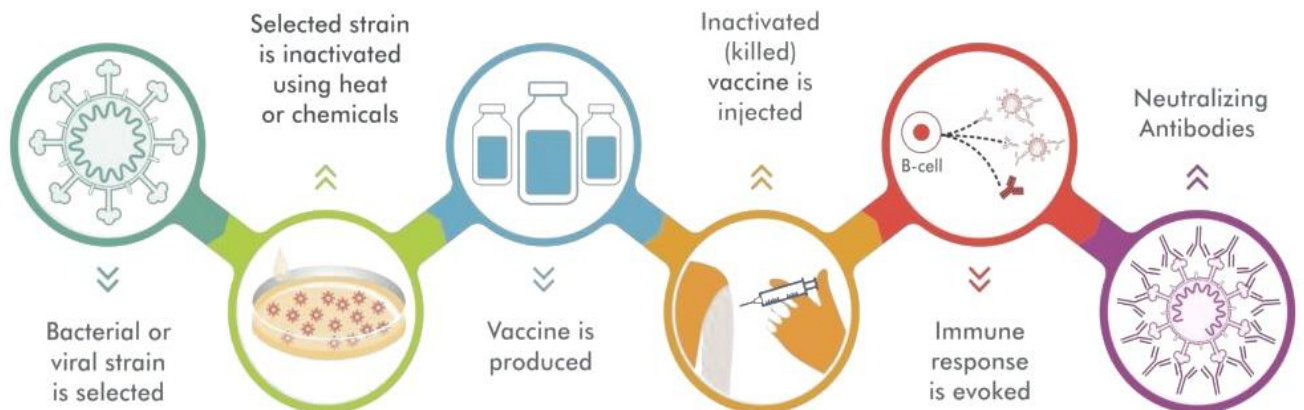 Bacterial or
viral strain
is selected
Selected strain
is inactivated
using heat
or chemicals
Vaccine is
produced
Inactivated
(killed)
vaccine is
injected
B-cell
Immune
response
is evoked
Neutralizing
Antibodies